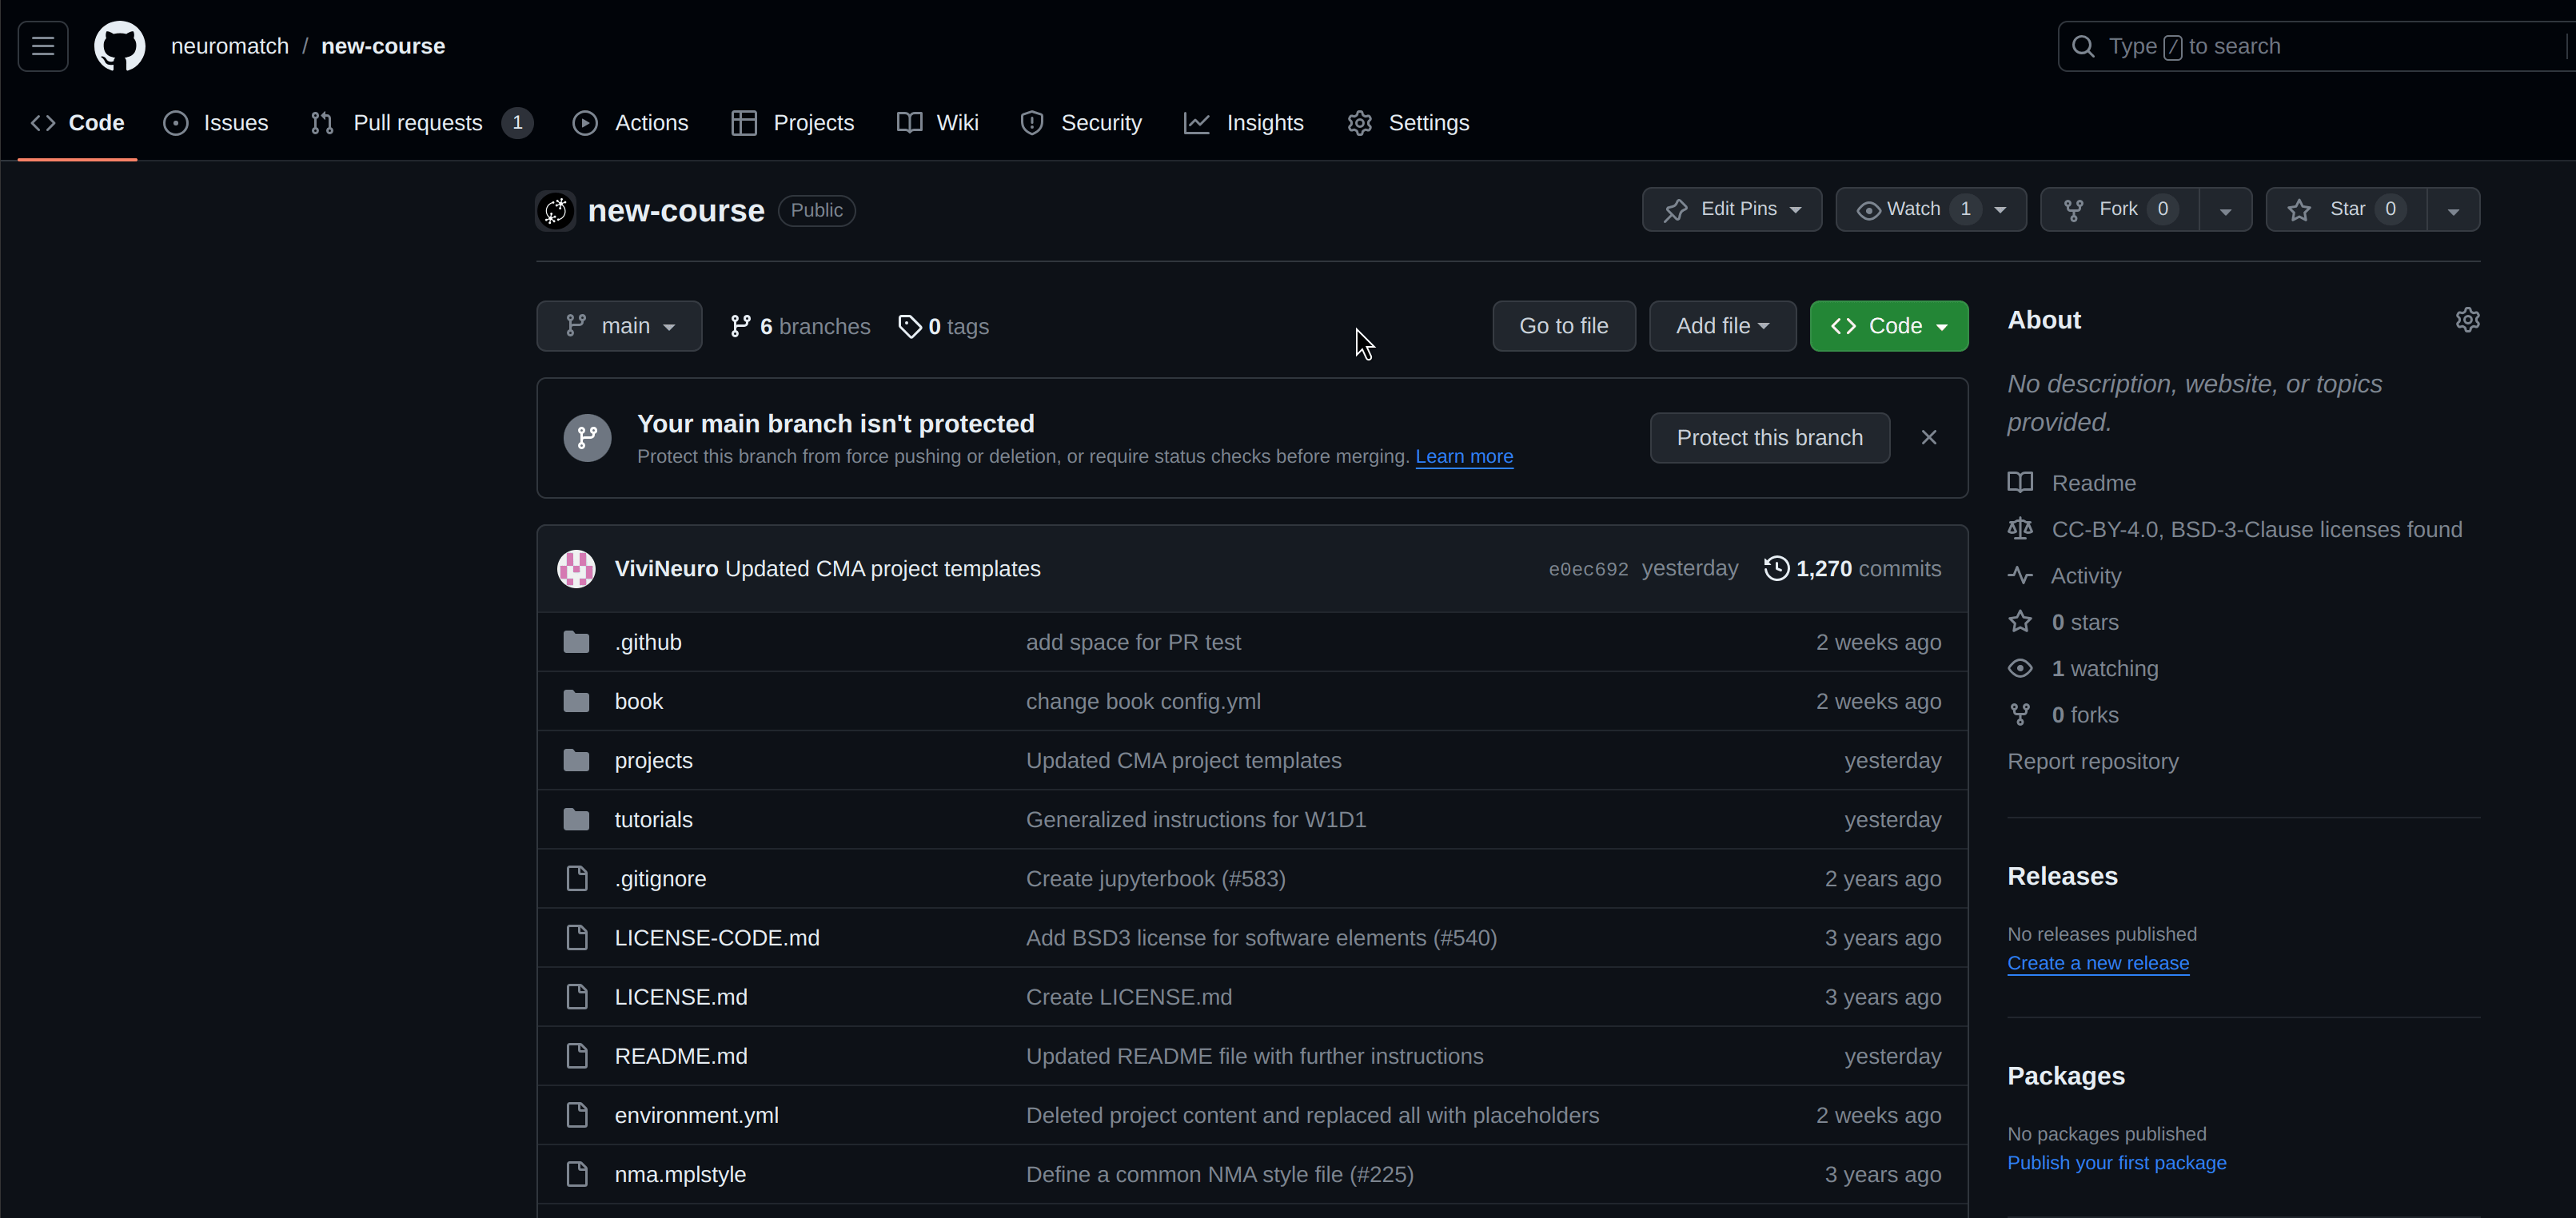 neuromatch / new-course
Type / to search
Code Issues Pull requests 1 Actions Projects Wiki Security Insights Settings
new-course Public
Edit Pins Watch 1 Fork 0 Star 0
main 6 branches 0 tags
Go to file Add file Code
Your main branch isn't protected
Protect this branch from force pushing or deletion, or require status checks before merging. Learn more
Protect this branch
ViviNeuro Updated CMA project templates e0ec692 yesterday 1,270 commits
.github add space for PR test 2 weeks ago
book change book config.yml 2 weeks ago
projects Updated CMA project templates yesterday
tutorials Generalized instructions for W1D1 yesterday
.gitignore Create jupyterbook (#583) 2 years ago
LICENSE-CODE.md Add BSD3 license for software elements (#540) 3 years ago
LICENSE.md Create LICENSE.md 3 years ago
README.md Updated README file with further instructions yesterday
environment.yml Deleted project content and replaced all with placeholders 2 weeks ago
nma.mplstyle Define a common NMA style file (#225) 3 years ago
About
No description, website, or topics
provided.
Readme
CC-BY-4.0, BSD-3-Clause licenses found
Activity
0 stars
1 watching
0 forks
Report repository
Releases
No releases published
Create a new release
Packages
No packages published
Publish your first package